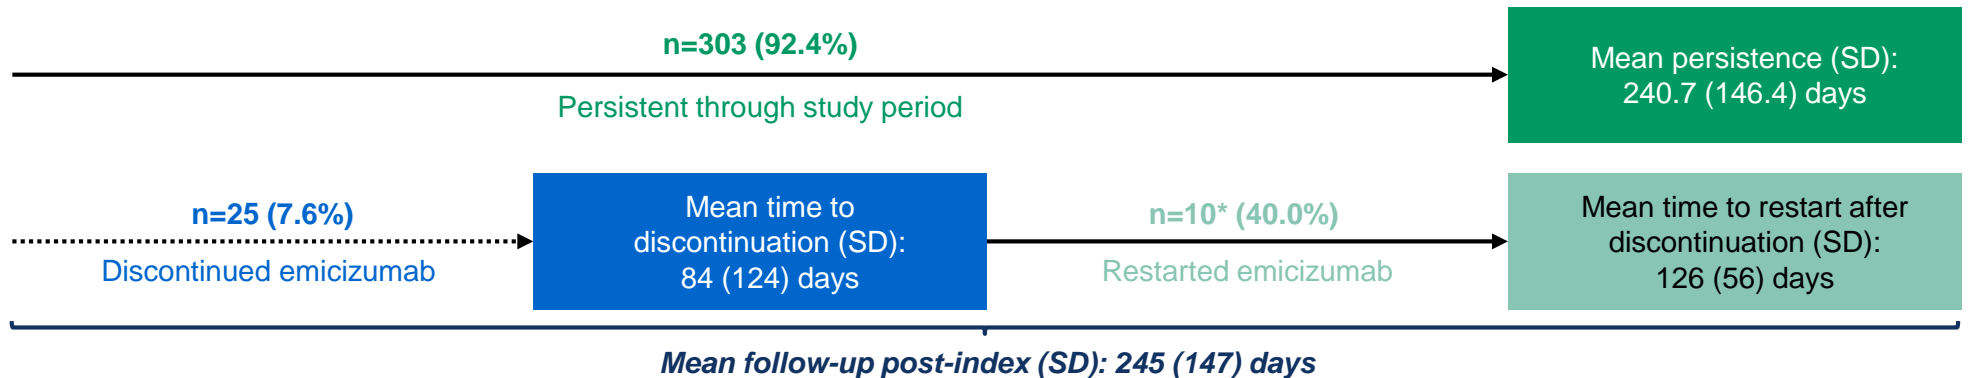 n=303 (92.4%)
Persistent through study period
Mean persistence (SD):
240.7 (146.4) days
n=25 (7.6%)
Discontinued emicizumab
Mean time to
discontinuation (SD):
84 (124) days
n=10* (40.0%)
Restarted emicizumab
Mean time to restart after
discontinuation (SD):
126 (56) days
Mean follow-up post-index (SD): 245 (147) days